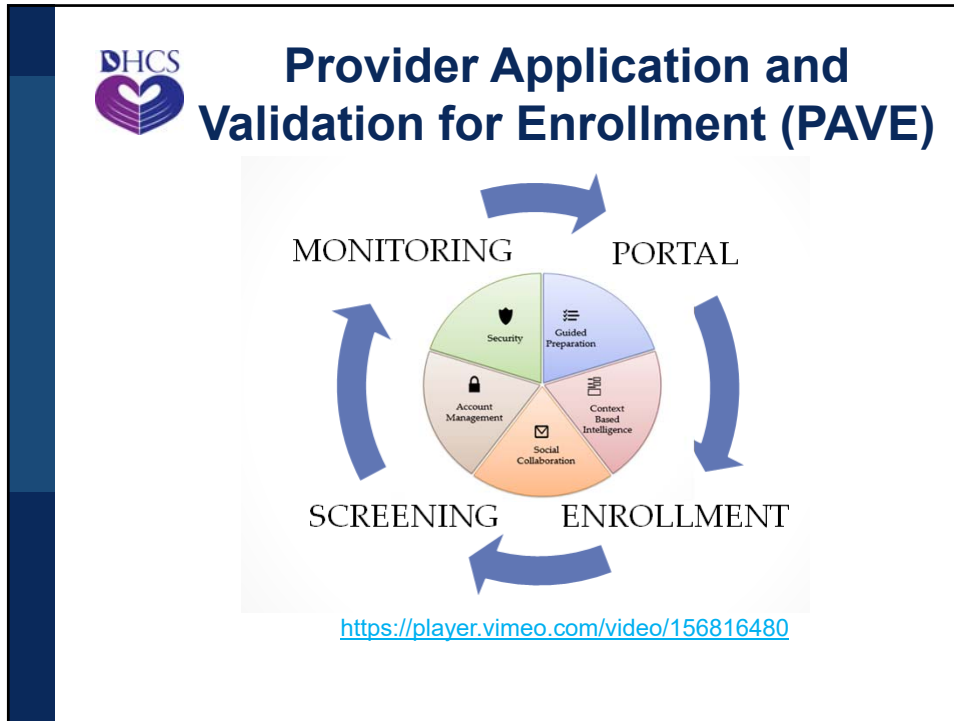 DHCS
Provider Application and
Validation for Enrollment (PAVE)
MONITORING
PORTAL
Security
Guided
Preparation
Account
Management
Context
Based
Intelligence
Social
Collaboration
SCREENING
ENROLLMENT
https://player.vimeo.com/video/156816480